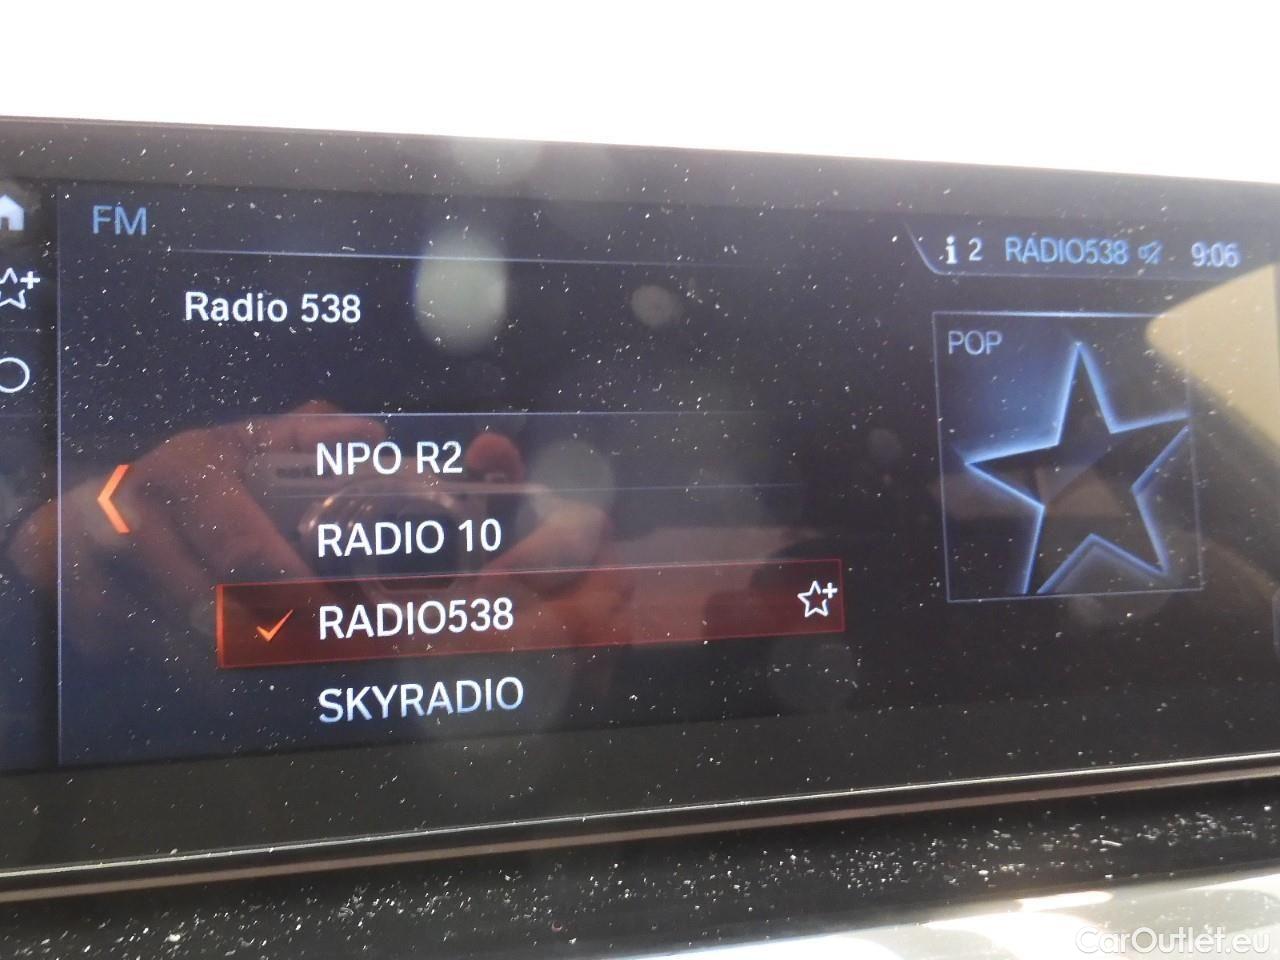 FM
i 2 RADIO538 9:06
Radio 538
POP
NPO R2
RADIO 10
RADIO538
SKYRADIO
CarOutlet.eu